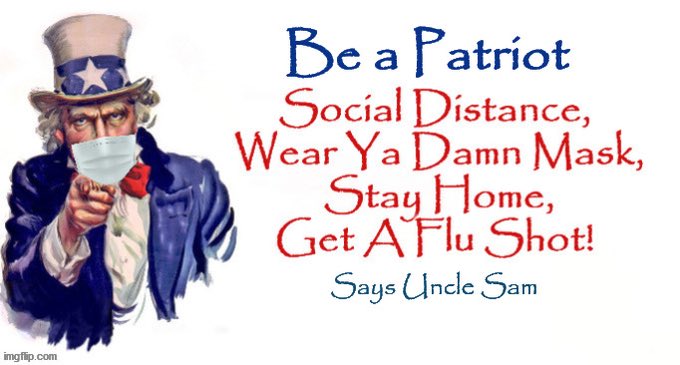 Be a Patriot
Social Distance,
Wear Ya Damn Mask,
Stay Home,
Get A Flu Shot!
Says Uncle Sam
imgflip.com